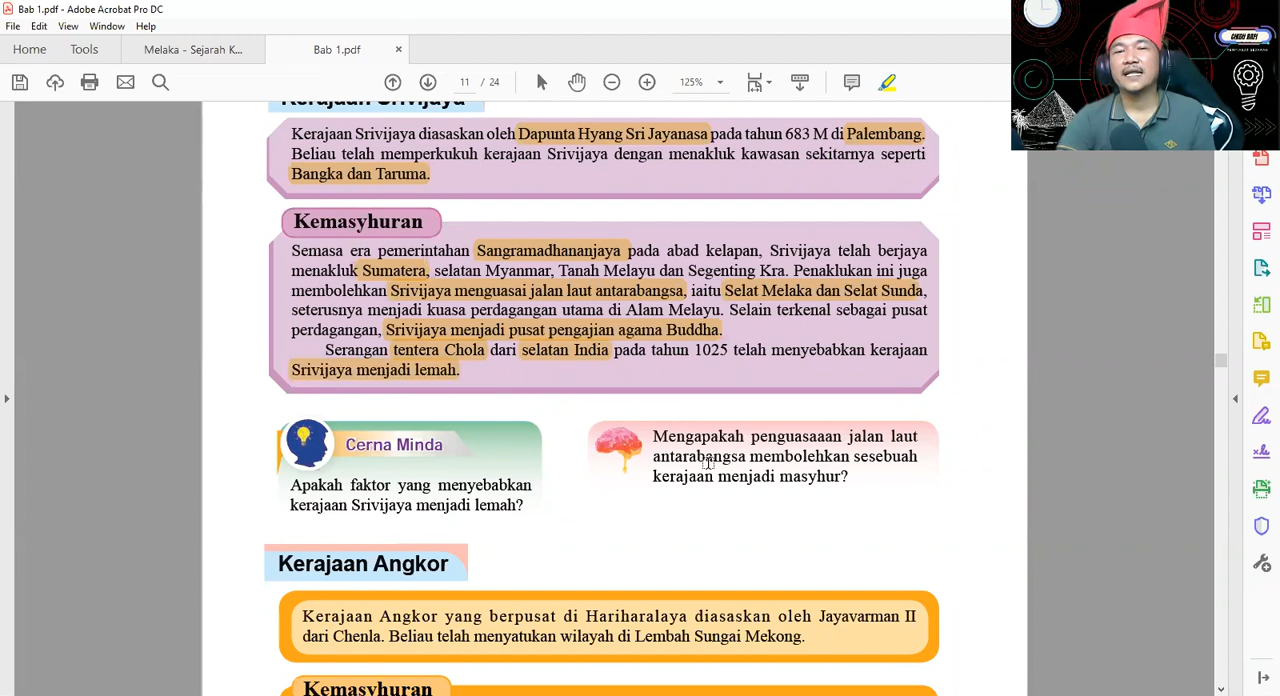 Bab 1.pdf - Adobe Acrobat Pro DC
File Edit View Window Help
Home Tools Melaka - Sejarah K... Bab 1.pdf ×
11 / 24 125%
Kerajaan Srivijaya
Kerajaan Srivijaya diasaskan oleh Dapunta Hyang Sri Jayanasa pada tahun 683 M di Palembang.
Beliau telah memperkukuh kerajaan Srivijaya dengan menakluk kawasan sekitarnya seperti
Bangka dan Taruma.
Kemasyhuran
Semasa era pemerintahan Sangramadhananjaya pada abad kelapan, Srivijaya telah berjaya
menakluk Sumatera, selatan Myanmar, Tanah Melayu dan Segenting Kra. Penaklukan ini juga
membolehkan Srivijaya menguasai jalan laut antarabangsa, iaitu Selat Melaka dan Selat Sunda,
seterusnya menjadi kuasa perdagangan utama di Alam Melayu. Selain terkenal sebagai pusat
perdagangan, Srivijaya menjadi pusat pengajian agama Buddha.
Serangan tentera Chola dari selatan India pada tahun 1025 telah menyebabkan kerajaan
Srivijaya menjadi lemah.
Cerna Minda
Apakah faktor yang menyebabkan
kerajaan Srivijaya menjadi lemah?
Mengapakah penguasaaan jalan laut
antarabangsa membolehkan sesebuah
kerajaan menjadi masyhur?
Kerajaan Angkor
Kerajaan Angkor yang berpusat di Hariharalaya diasaskan oleh Jayavarman II
dari Chenla. Beliau telah menyatukan wilayah di Lembah Sungai Mekong.
Kemasyhuran